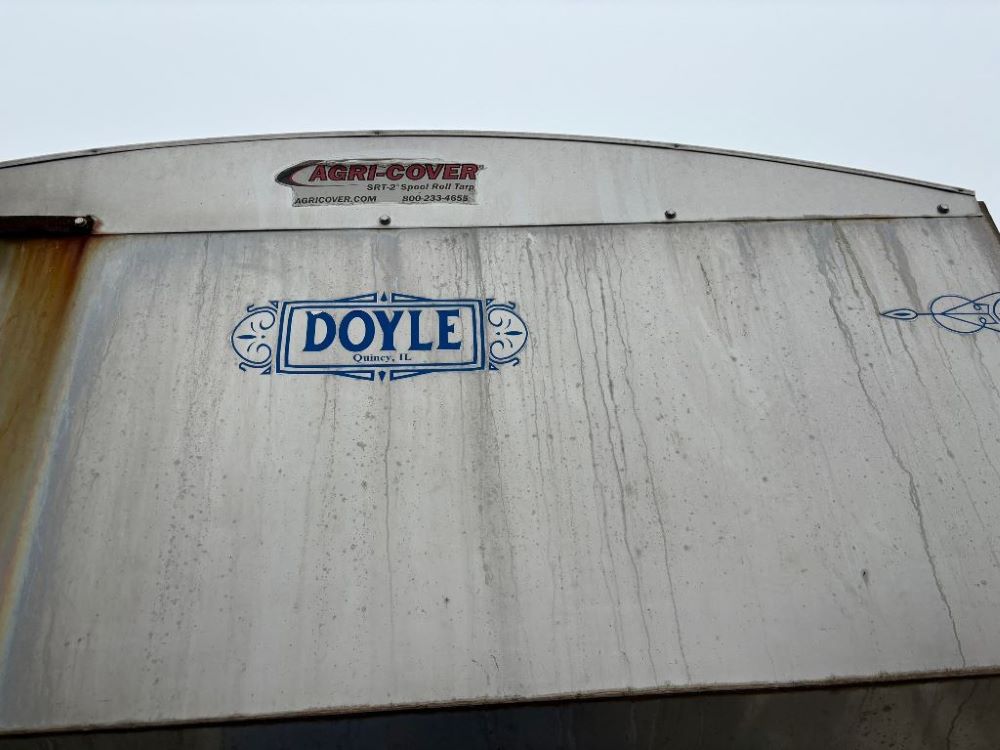 AGRI-COVER
SRT-2 Spool Roll Tarp
AGRICOVER.COM 800-233-4655
DOYLE
Quincy, IL